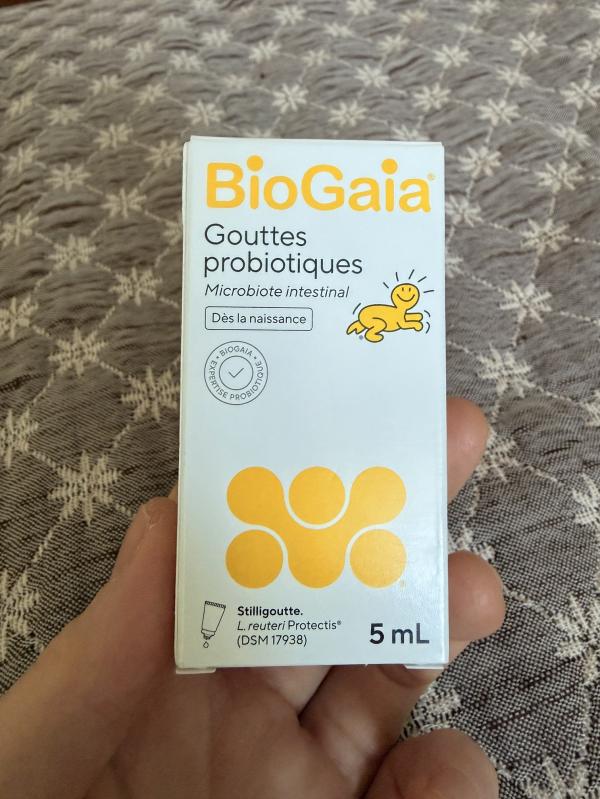 BioGaia®
Gouttes
probiotiques
Microbiote intestinal
Dès la naissance
• BIOGAIA •
EXPERTISE PROBIOTIQUE
Stilligoutte.
L. reuteri Protectis®
(DSM 17938)
5 mL